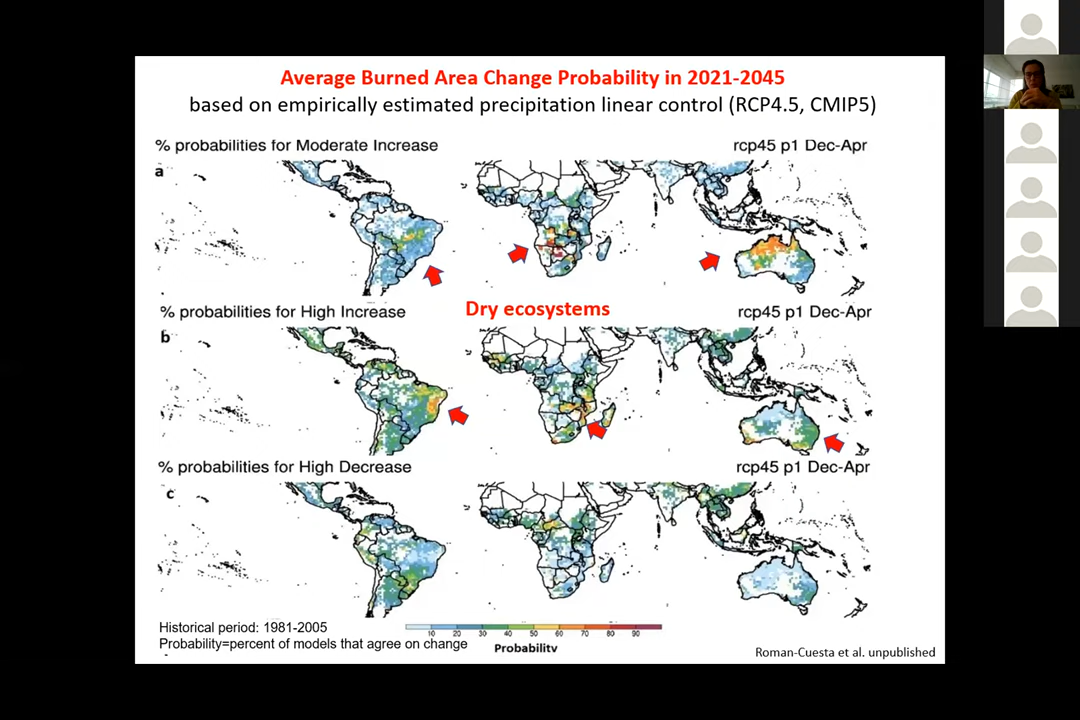 Average Burned Area Change Probability in 2021-2045
based on empirically estimated precipitation linear control (RCP4.5, CMIP5)
% probabilities for Moderate Increase
rcp45 p1 Dec-Apr
a
% probabilities for High Increase
Dry ecosystems
rcp45 p1 Dec-Apr
b
% probabilities for High Decrease
rcp45 p1 Dec-Apr
c
Historical period: 1981-2005
Probability=percent of models that agree on change
10 20 30 40 50 60 70 80 90
Probability
Roman-Cuesta et al. unpublished